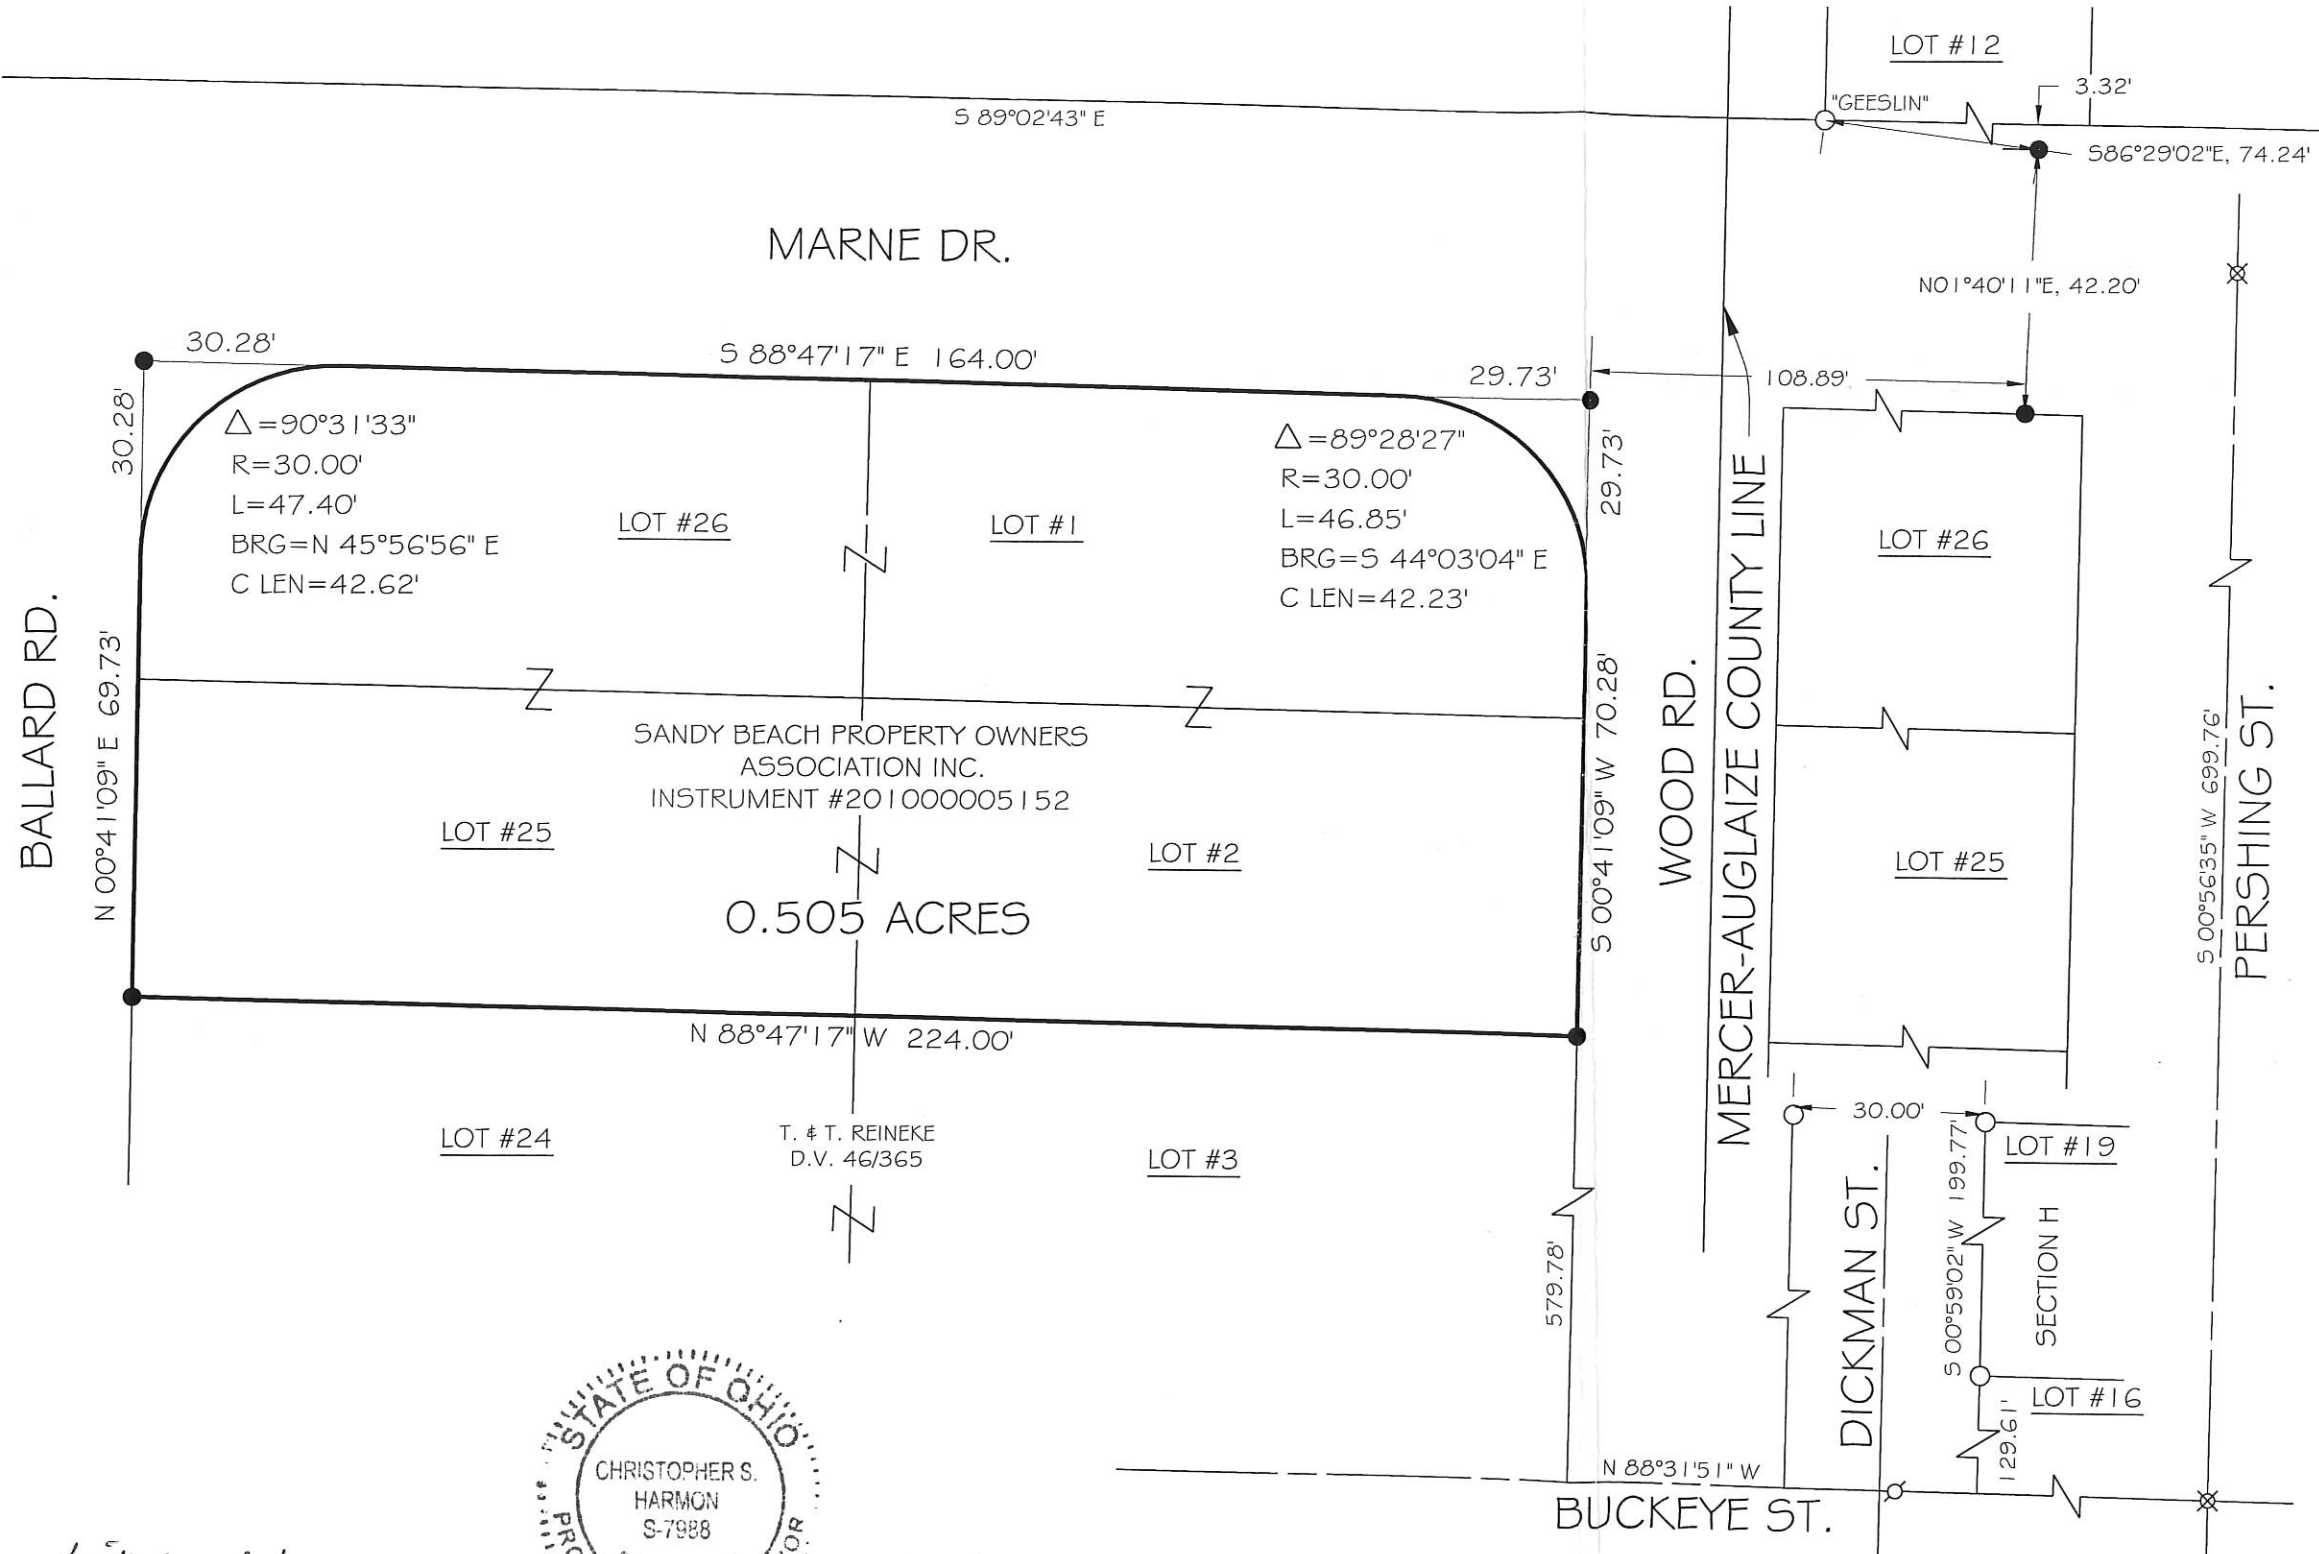 LOT #12
3.32'
"GEESLIN"
S 89°02'43" E
S86°29'02"E, 74.24'
MARNE DR.
N01°40'11"E, 42.20'
30.28'
S 88°47'17" E 164.00'
29.73'
108.89'
30.28'
△=90°31'33"
R=30.00'
L=47.40'
BRG=N 45°56'56" E
C LEN=42.62'
LOT #26
LOT #1
△=89°28'27"
R=30.00'
L=46.85'
BRG=S 44°03'04" E
C LEN=42.23'
29.73'
LOT #26
BALLARD RD.
N 00°41'09" E 69.73'
SANDY BEACH PROPERTY OWNERS
ASSOCIATION INC.
INSTRUMENT #201000005152
LOT #25
LOT #2
0.505 ACRES
S 00°41'09" W 70.28'
WOOD RD.
MERCER-AUGLAIZE COUNTY LINE
LOT #25
S 00°56'35" W 699.76'
PERSHING ST.
N 88°47'17" W 224.00'
LOT #24
T. & T. REINEKE
D.V. 46/365
LOT #3
579.78'
30.00'
LOT #19
S 00°59'02" W 199.77'
SECTION H
DICKMAN ST.
LOT #16
129.61'
N 88°31'51" W
BUCKEYE ST.
STATE OF OHIO
CHRISTOPHER S.
HARMON
S-7988